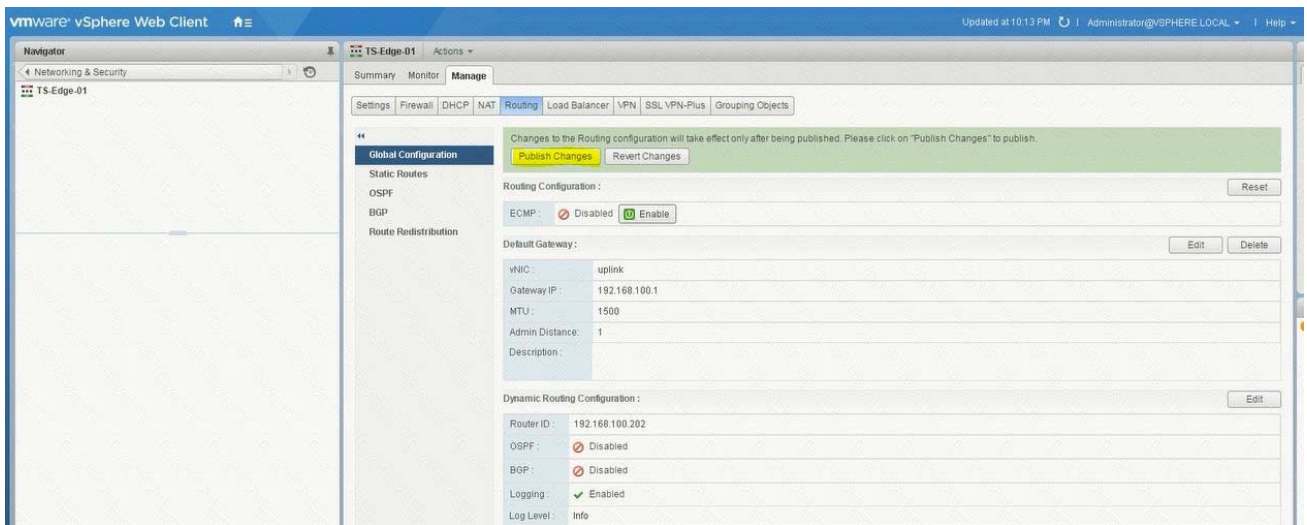 vmware® vSphere Web Client
Updated at 10:13 PM | Administrator@VSPHERE.LOCAL | Help
Navigator
Networking & Security
TS-Edge-01
TS-Edge-01 Actions
Summary Monitor Manage
Settings Firewall DHCP NAT Routing Load Balancer VPN SSL VPN-Plus Grouping Objects
Global Configuration
Static Routes
OSPF
BGP
Route Redistribution
Changes to the Routing configuration will take effect only after being published. Please click on "Publish Changes" to publish.
Publish Changes Revert Changes
Routing Configuration : Reset
ECMP : Disabled Enable
Default Gateway : Edit Delete
vNIC : uplink
Gateway IP : 192.168.100.1
MTU : 1500
Admin Distance: 1
Description :
Dynamic Routing Configuration : Edit
Router ID : 192.168.100.202
OSPF : Disabled
BGP : Disabled
Logging : Enabled
Log Level : Info